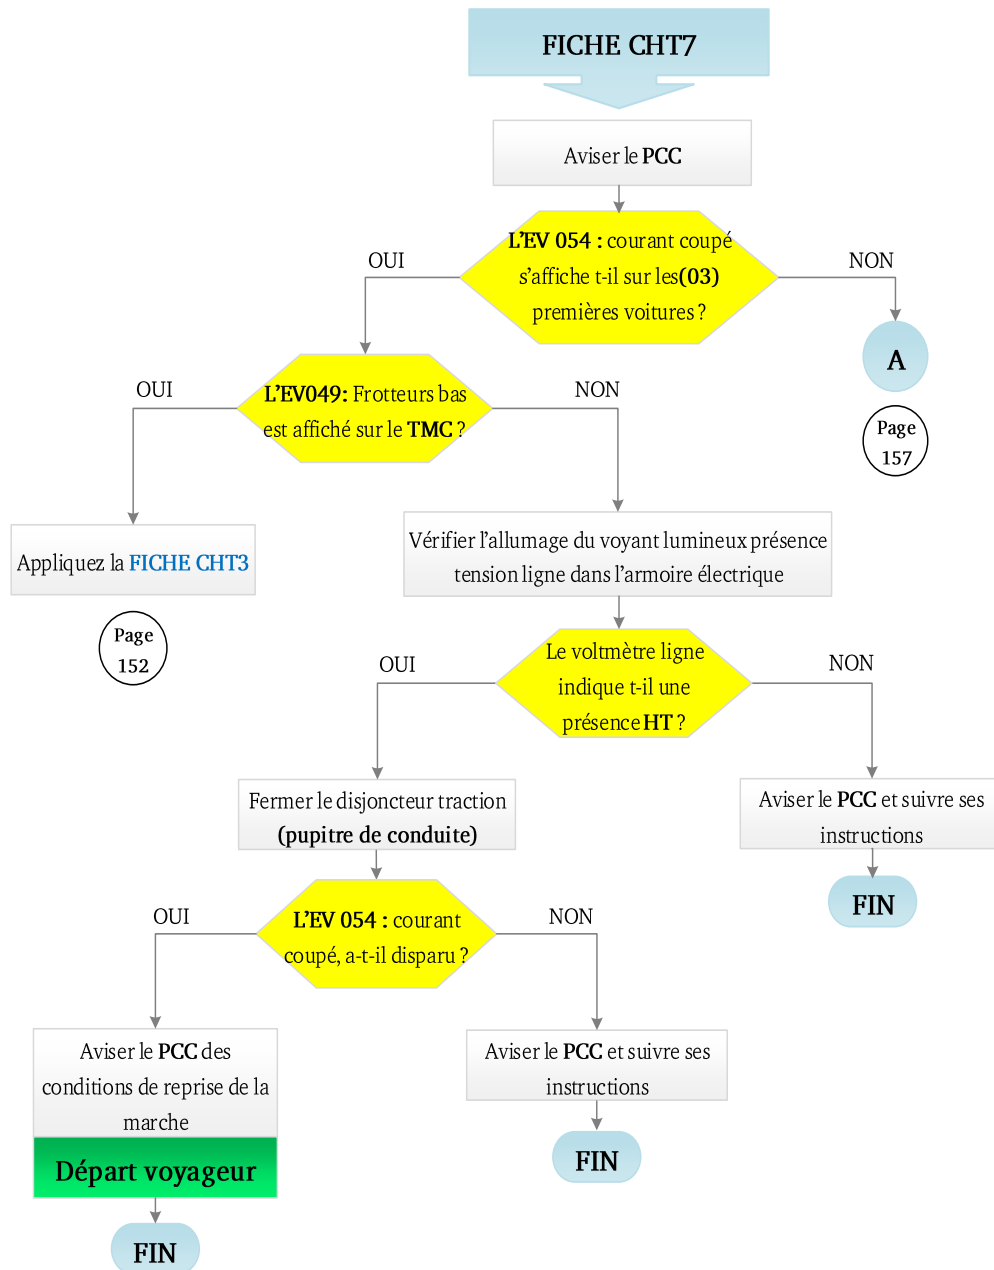 FICHE CHT7
Aviser le PCC
L'EV 054 : courant coupé
s'affiche t-il sur les(03)
premières voitures ?
OUI
NON
A
Page
157
L'EV049: Frotteurs bas
est affiché sur le TMC ?
OUI
NON
Appliquez la FICHE CHT3
Page
152
Vérifier l'allumage du voyant lumineux présence
tension ligne dans l'armoire électrique
Le voltmètre ligne
indique t-il une
présence HT ?
OUI
NON
Fermer le disjoncteur traction
(pupitre de conduite)
Aviser le PCC et suivre ses
instructions
FIN
L'EV 054 : courant
coupé, a-t-il disparu ?
OUI
NON
Aviser le PCC des
conditions de reprise de la
marche
Départ voyageur
FIN
Aviser le PCC et suivre ses
instructions
FIN